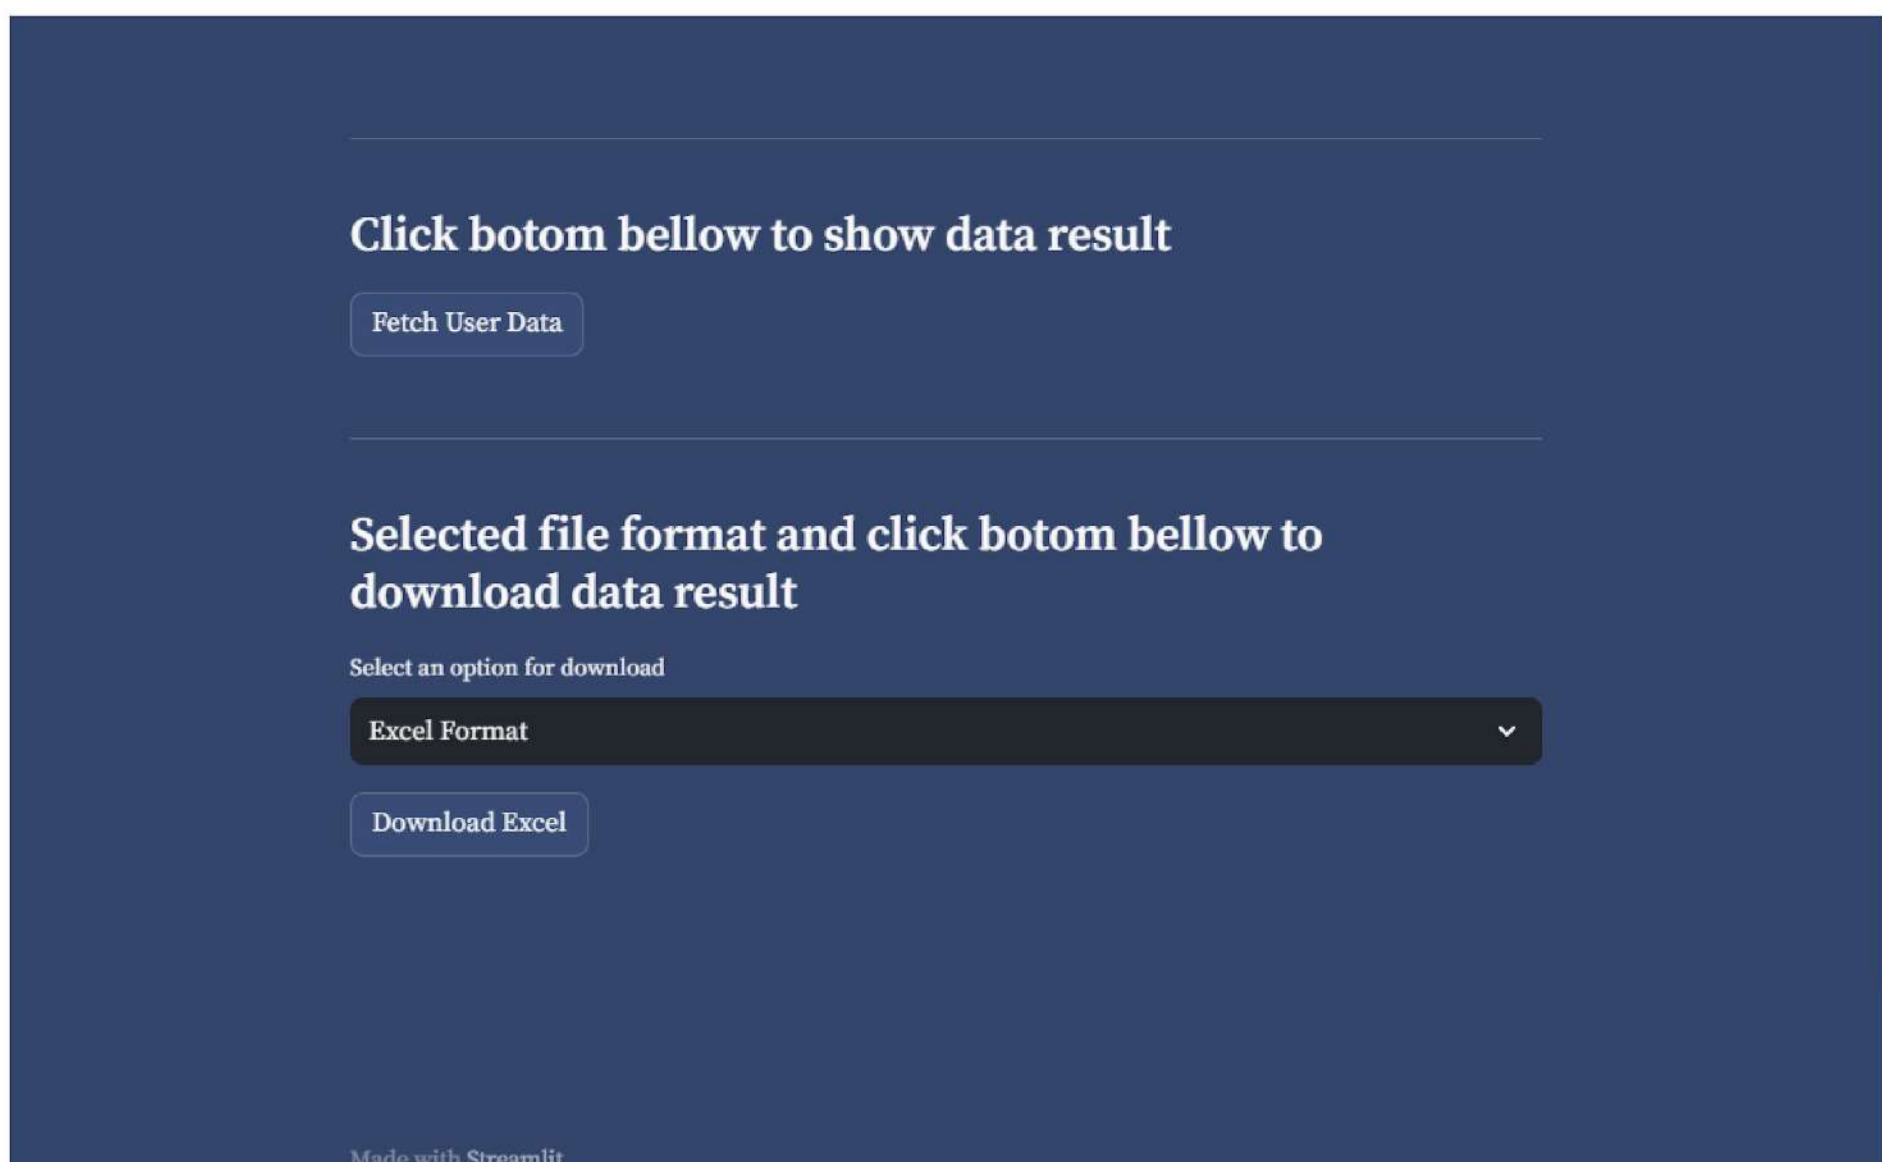 Click botom bellow to show data result
Fetch User Data
Selected file format and click botom bellow to
download data result
Select an option for download
Excel Format
Download Excel
Made with Streamlit